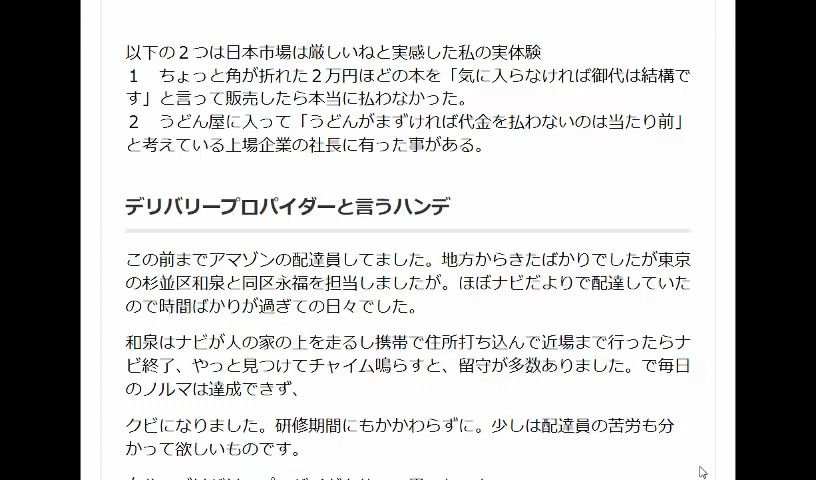 以下の２つは日本市場は厳しいねと実感した私の実体験
１　ちょっと角が折れた２万円ほどの本を「気に入らなければ御代は結構で
す」と言って販売したら本当に払わなかった。
２　うどん屋に入って「うどんがまずければ代金を払わないのは当たり前」
と考えている上場企業の社長に有った事がある。
デリバリープロパイダーと言うハンデ
この前までアマゾンの配達員してました。地方からきたばかりでしたが東京
の杉並区和泉と同区永福を担当しましたが。ほぼナビだよりで配達していた
ので時間ばかりが過ぎての日々でした。
和泉はナビが人の家の上を走るし携帯で住所打ち込んで近場まで行ったらナ
ビ終了、やっと見つけてチャイム鳴らすと、留守が多数ありました。で毎日
のノルマは達成できず、
クビになりました。研修期間にもかかわらずに。少しは配達員の苦労も分
かって欲しいものです。